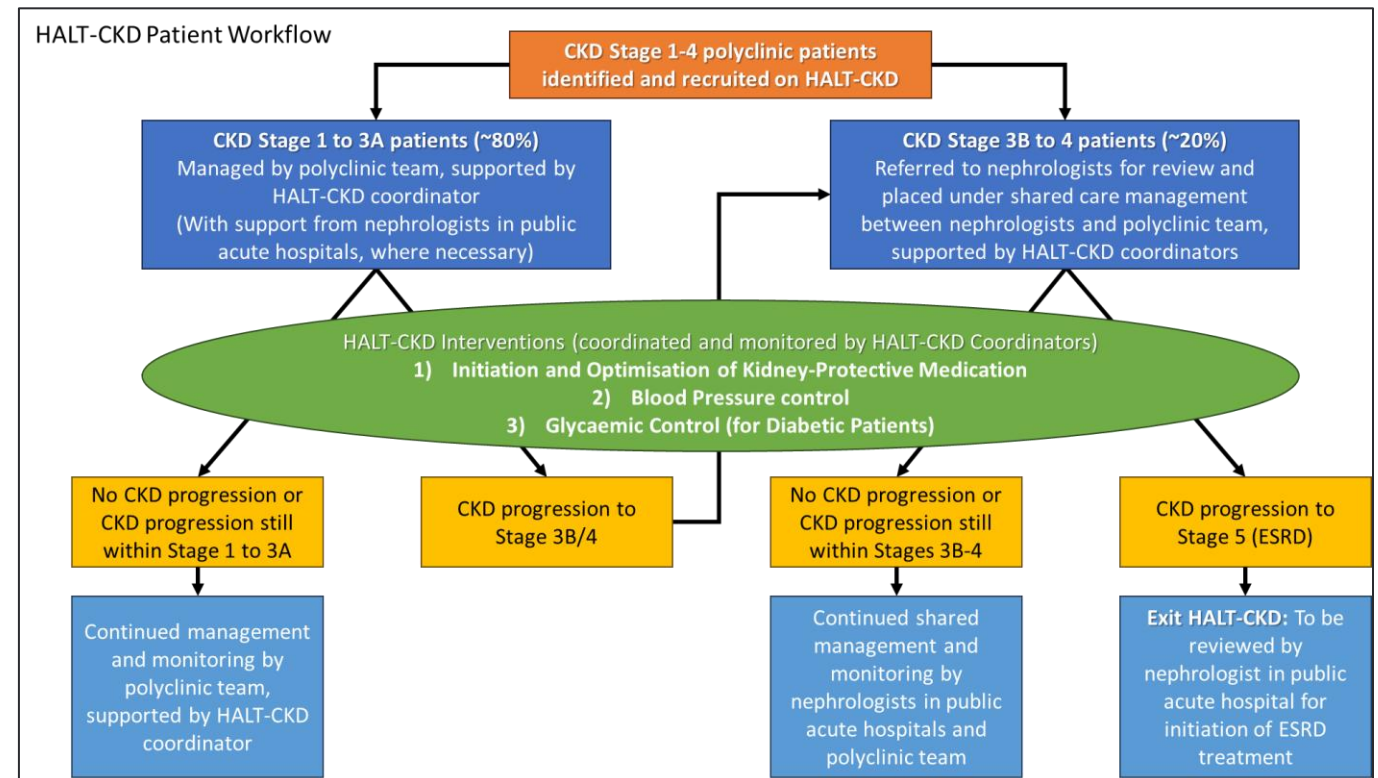 HALT-CKD Patient Workflow
CKD Stage 1-4 polyclinic patients
identified and recruited on HALT-CKD
CKD Stage 1 to 3A patients (~80%)
Managed by polyclinic team, supported by
HALT-CKD coordinator
(With support from nephrologists in public
acute hospitals, where necessary)
CKD Stage 3B to 4 patients (~20%)
Referred to nephrologists for review and
placed under shared care management
between nephrologists and polyclinic team,
supported by HALT-CKD coordinators
HALT-CKD Interventions (coordinated and monitored by HALT-CKD Coordinators)
1) Initiation and Optimisation of Kidney-Protective Medication
2) Blood Pressure control
3) Glycaemic Control (for Diabetic Patients)
No CKD progression or
CKD progression still
within Stage 1 to 3A
CKD progression to
Stage 3B/4
No CKD progression or
CKD progression still
within Stages 3B-4
CKD progression to
Stage 5 (ESRD)
Continued management
and monitoring by
polyclinic team,
supported by HALT-CKD
coordinator
Continued shared
management and
monitoring by
nephrologists in public
acute hospitals and
polyclinic team
Exit HALT-CKD: To be
reviewed by
nephrologist in public
acute hospital for
initiation of ESRD
treatment